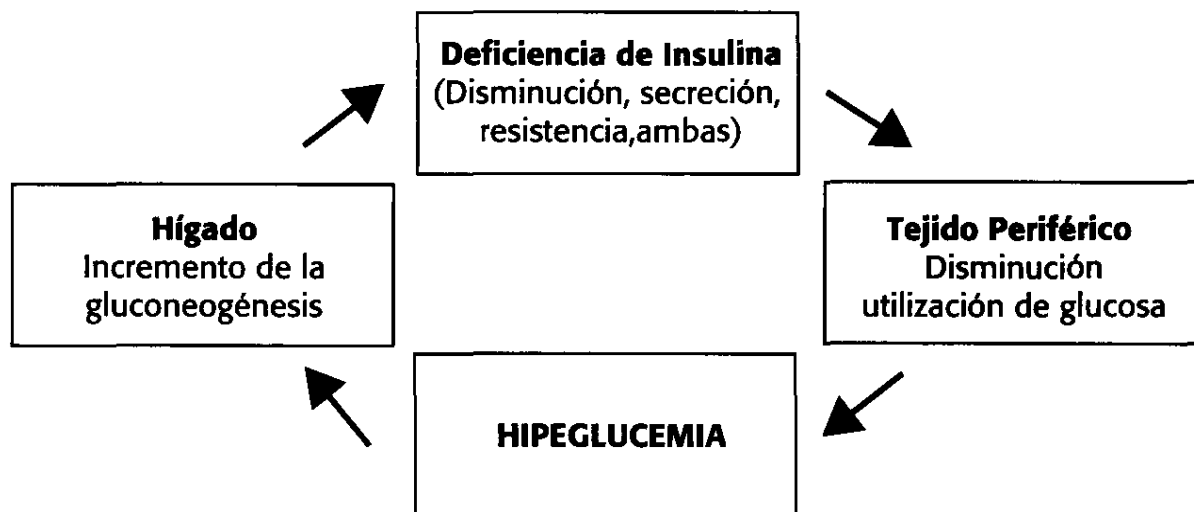 Deficiencia de Insulina
(Disminución, secreción,
resistencia,ambas)
Hígado
Incremento de la
gluconeogénesis
Tejido Periférico
Disminución
utilización de glucosa
HIPEGLUCEMIA